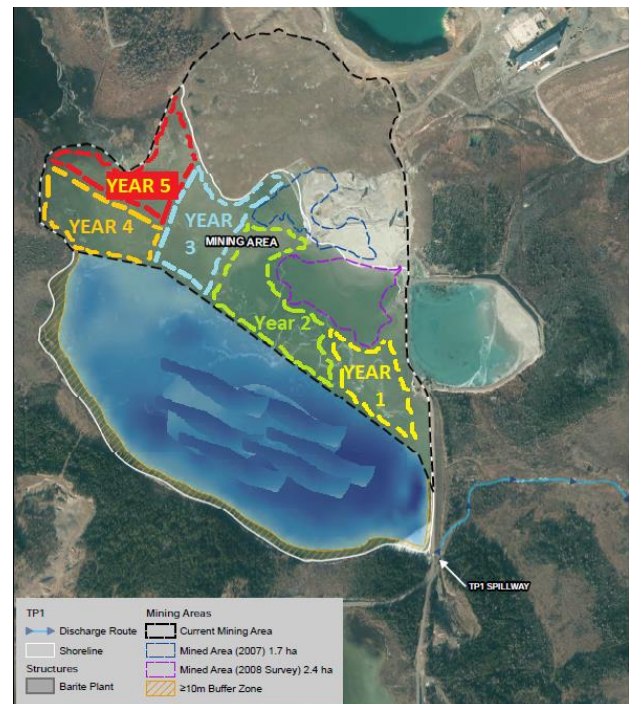 YEAR 5
YEAR 4
YEAR
3
MINING AREA
Year 2
YEAR
1
TP1 SPILLWAY
TP1
Discharge Route
Shoreline
Structures
Barite Plant
Mining Areas
Current Mining Area
Mined Area (2007) 1.7 ha
Mined Area (2008 Survey) 2.4 ha
≥10m Buffer Zone